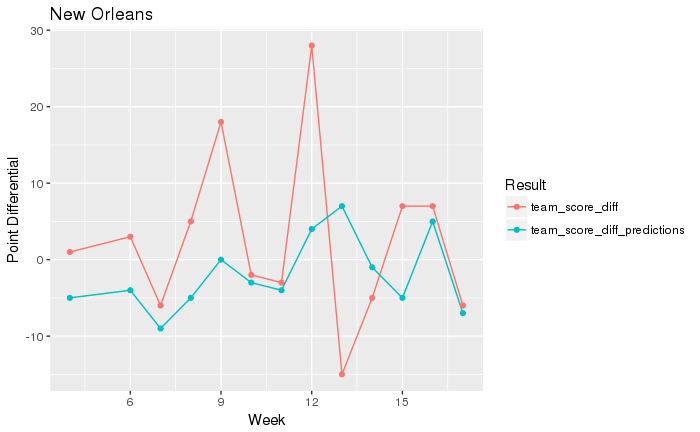 New Orleans
30
20
10
0
-10
Point Differential
6
9
12
15
Week
Result
team_score_diff
team_score_diff_predictions